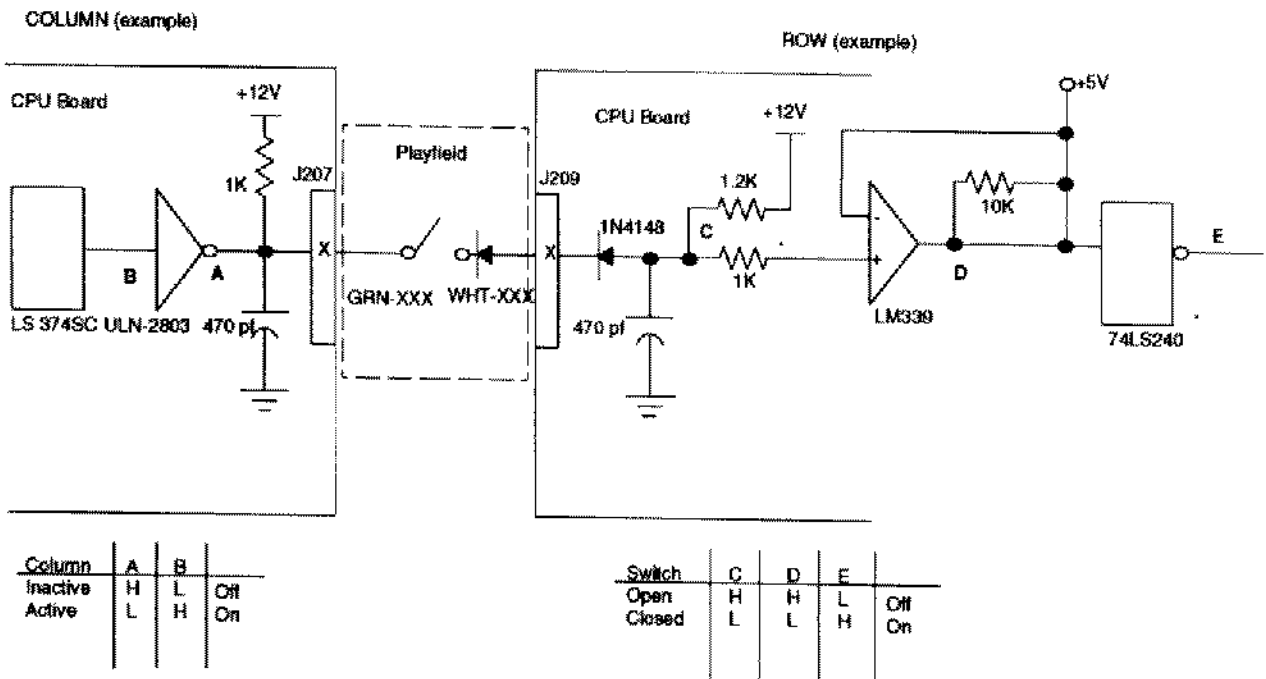 COLUMN (example)
ROW (example)
CPU Board
+12V
1K
J207
Playfield
J209
CPU Board
+12V
+5V
1.2K
1N4148
C
1K
10K
X
X
B
A
GRN-XXX
WHT-XXX
-
+
D
E
LS 374SC
ULN-2803
470 pf
470 pf
LM339
74LS240
Column A B
Inactive H L Off
Active L H On
Switch C D E
Open H H L Off
Closed L L H On